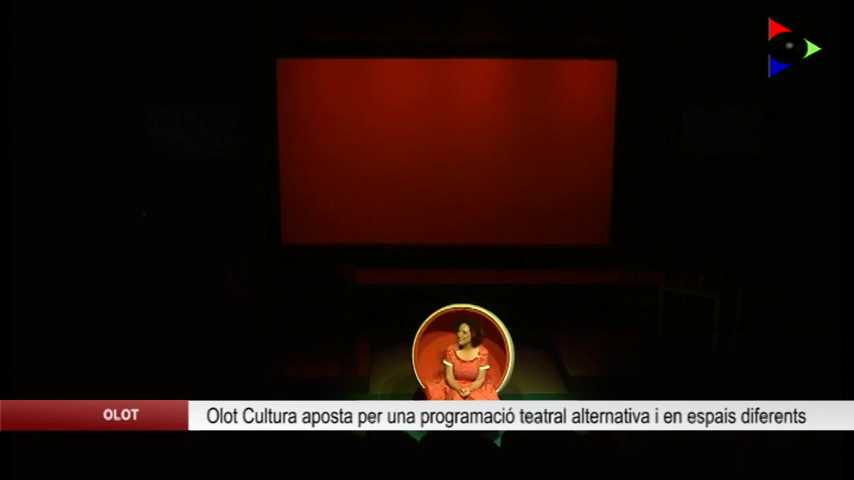 OLOT
Olot Cultura aposta per una programació teatral alternativa i en espais diferents